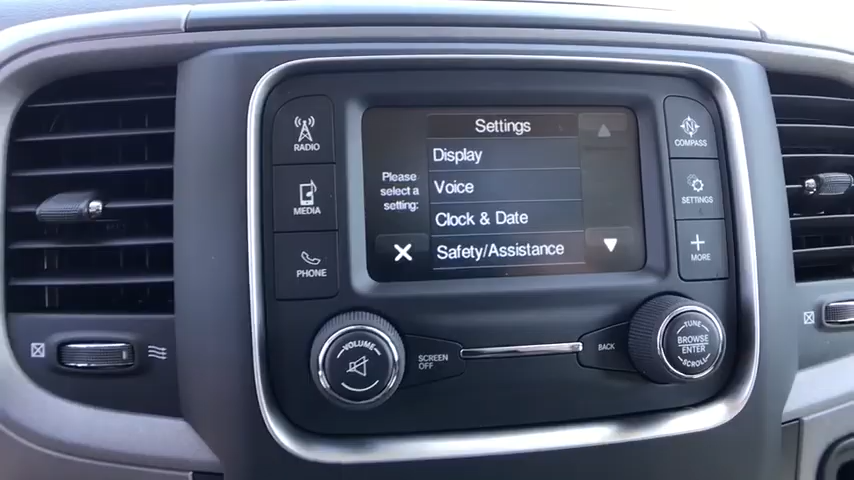 RADIO
MEDIA
PHONE
Settings
Please
select a
setting:
Display
Voice
Clock & Date
Safety/Assistance
N
COMPASS
SETTINGS
MORE
VOLUME
SCREEN
OFF
BACK
TUNE
BROWSE
ENTER
SCROLL